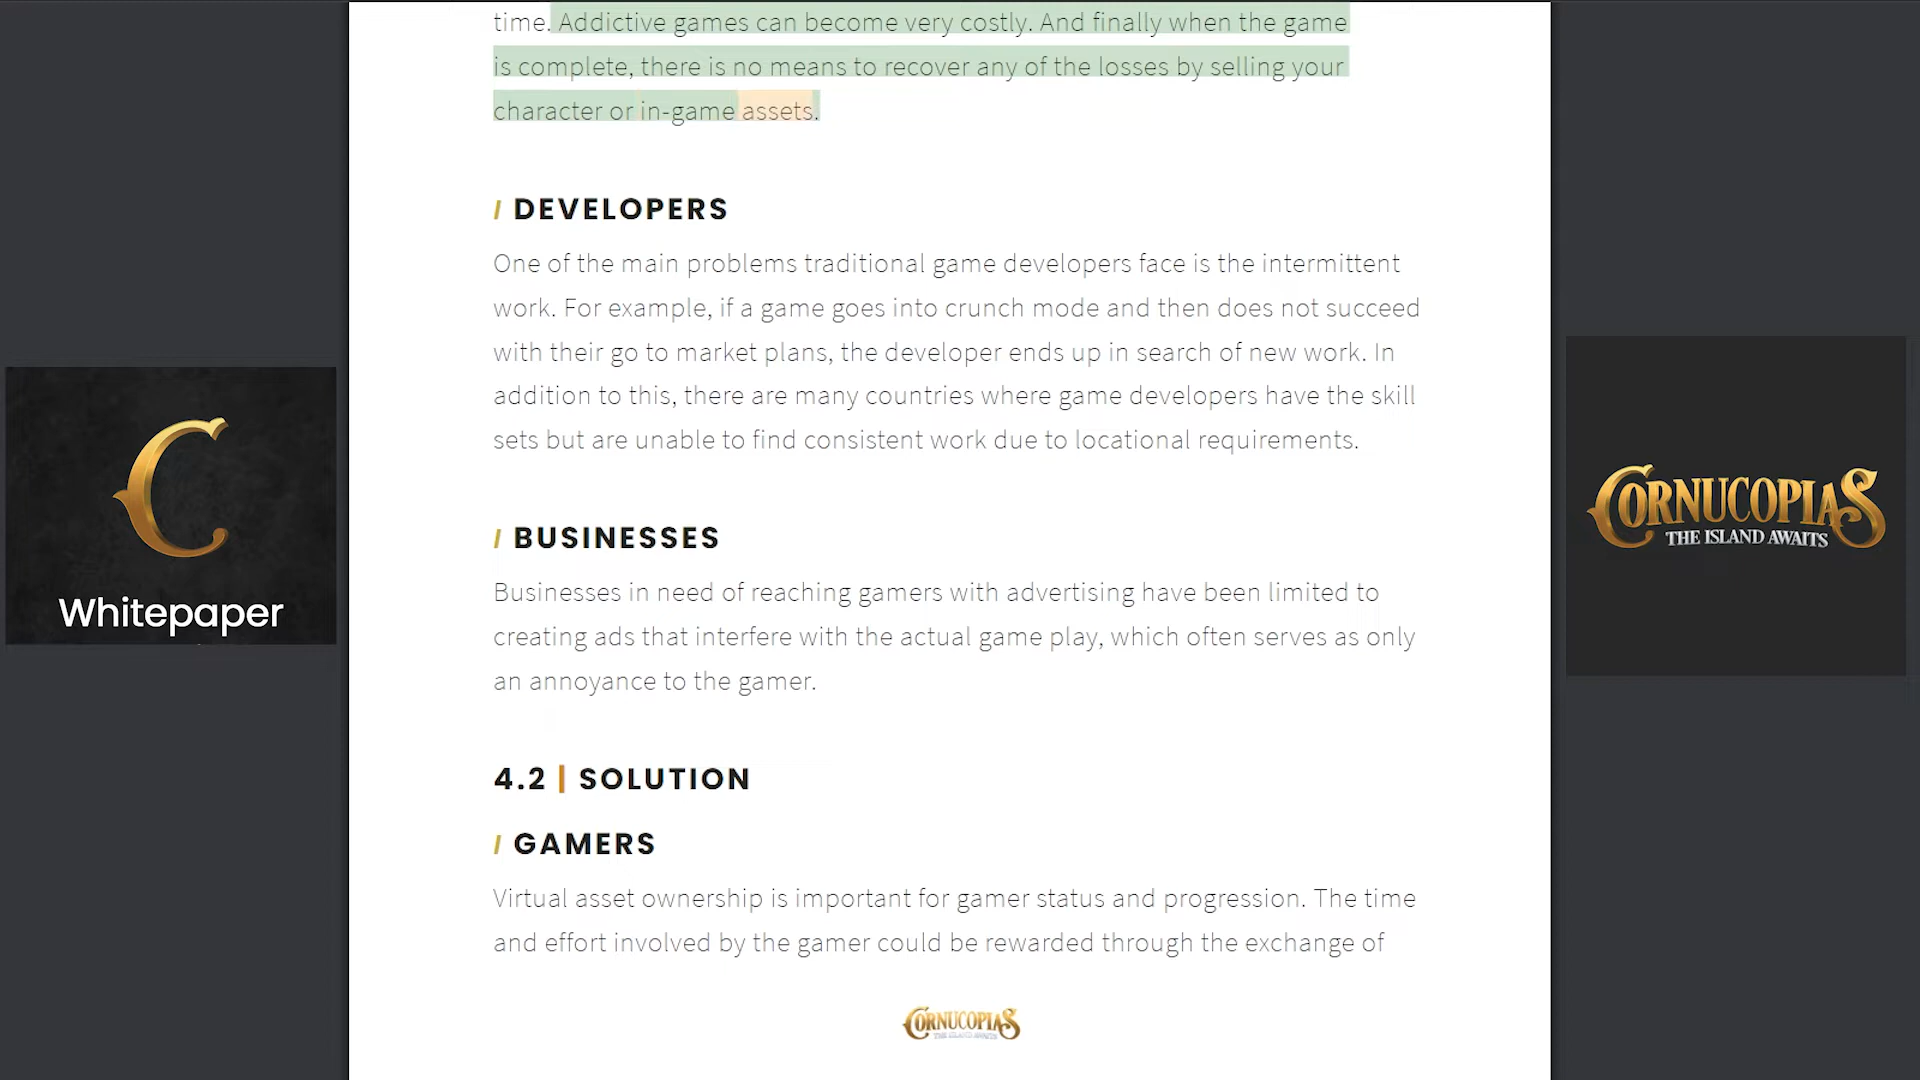 time. Addictive games can become very costly. And finally when the game
is complete, there is no means to recover any of the losses by selling your
character or in-game assets.
/ DEVELOPERS
One of the main problems traditional game developers face is the intermittent
work. For example, if a game goes into crunch mode and then does not succeed
with their go to market plans, the developer ends up in search of new work. In
addition to this, there are many countries where game developers have the skill
sets but are unable to find consistent work due to locational requirements.
/ BUSINESSES
Businesses in need of reaching gamers with advertising have been limited to
creating ads that interfere with the actual game play, which often serves as only
an annoyance to the gamer.
4.2 | SOLUTION
/ GAMERS
Virtual asset ownership is important for gamer status and progression. The time
and effort involved by the gamer could be rewarded through the exchange of
CORNUCOPIAS
THE ISLAND AWAITS
C
Whitepaper
CORNUCOPIAS
THE ISLAND AWAITS